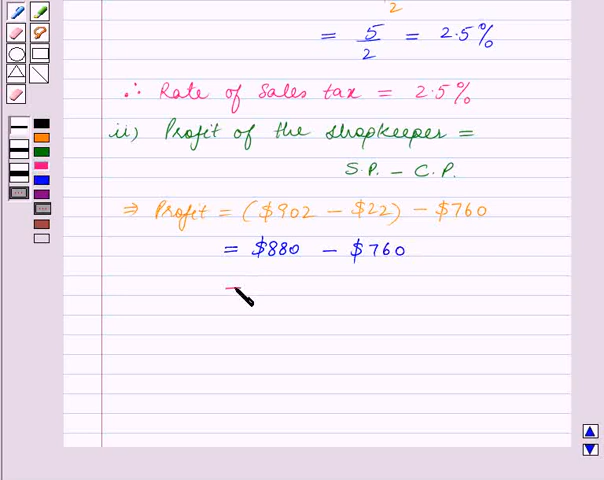 2
= 5/2 = 2.5%
∴ Rate of Sales tax = 2.5%
ii) Profit of the shopkeeper =
S.P. - C.P.
⇒ Profit = ($902 - $22) - $760
= $880 - $760